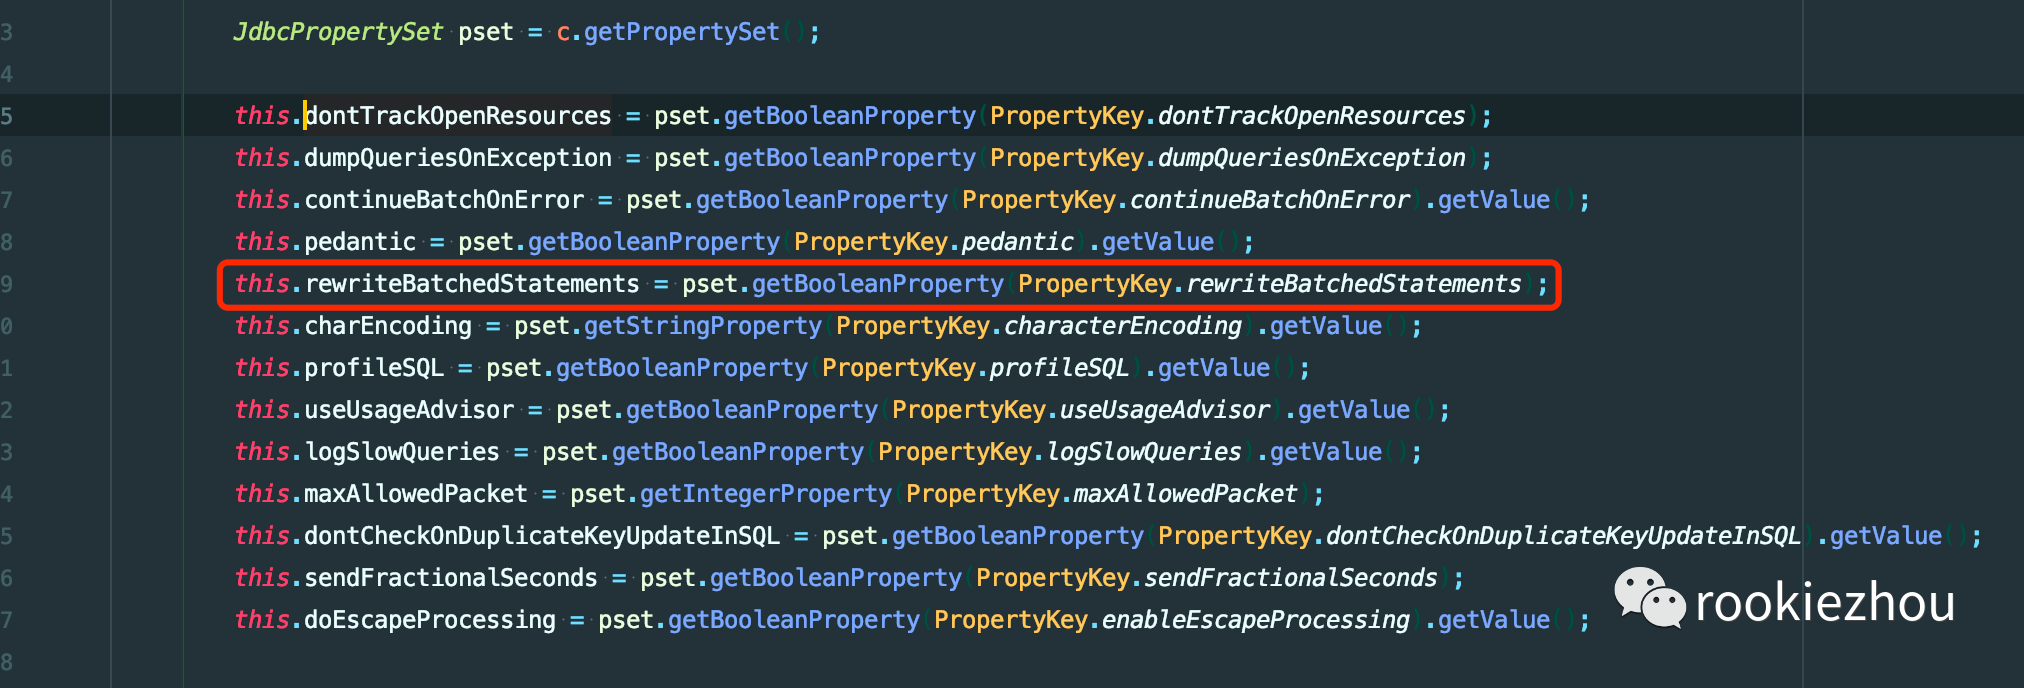 3 JdbcPropertySet pset = c.getPropertySet();
4
5 this.dontTrackOpenResources = pset.getBooleanProperty(PropertyKey.dontTrackOpenResources);
6 this.dumpQueriesOnException = pset.getBooleanProperty(PropertyKey.dumpQueriesOnException);
7 this.continueBatchOnError = pset.getBooleanProperty(PropertyKey.continueBatchOnError).getValue();
8 this.pedantic = pset.getBooleanProperty(PropertyKey.pedantic).getValue();
9 this.rewriteBatchedStatements = pset.getBooleanProperty(PropertyKey.rewriteBatchedStatements);
0 this.charEncoding = pset.getStringProperty(PropertyKey.characterEncoding).getValue();
1 this.profileSQL = pset.getBooleanProperty(PropertyKey.profileSQL).getValue();
2 this.useUsageAdvisor = pset.getBooleanProperty(PropertyKey.useUsageAdvisor).getValue();
3 this.logSlowQueries = pset.getBooleanProperty(PropertyKey.logSlowQueries).getValue();
4 this.maxAllowedPacket = pset.getIntegerProperty(PropertyKey.maxAllowedPacket);
5 this.dontCheckOnDuplicateKeyUpdateInSQL = pset.getBooleanProperty(PropertyKey.dontCheckOnDuplicateKeyUpdateInSQL).getValue();
6 this.sendFractionalSeconds = pset.getBooleanProperty(PropertyKey.sendFractionalSeconds);
7 this.doEscapeProcessing = pset.getBooleanProperty(PropertyKey.enableEscapeProcessing).getValue();
8
rookiezhou